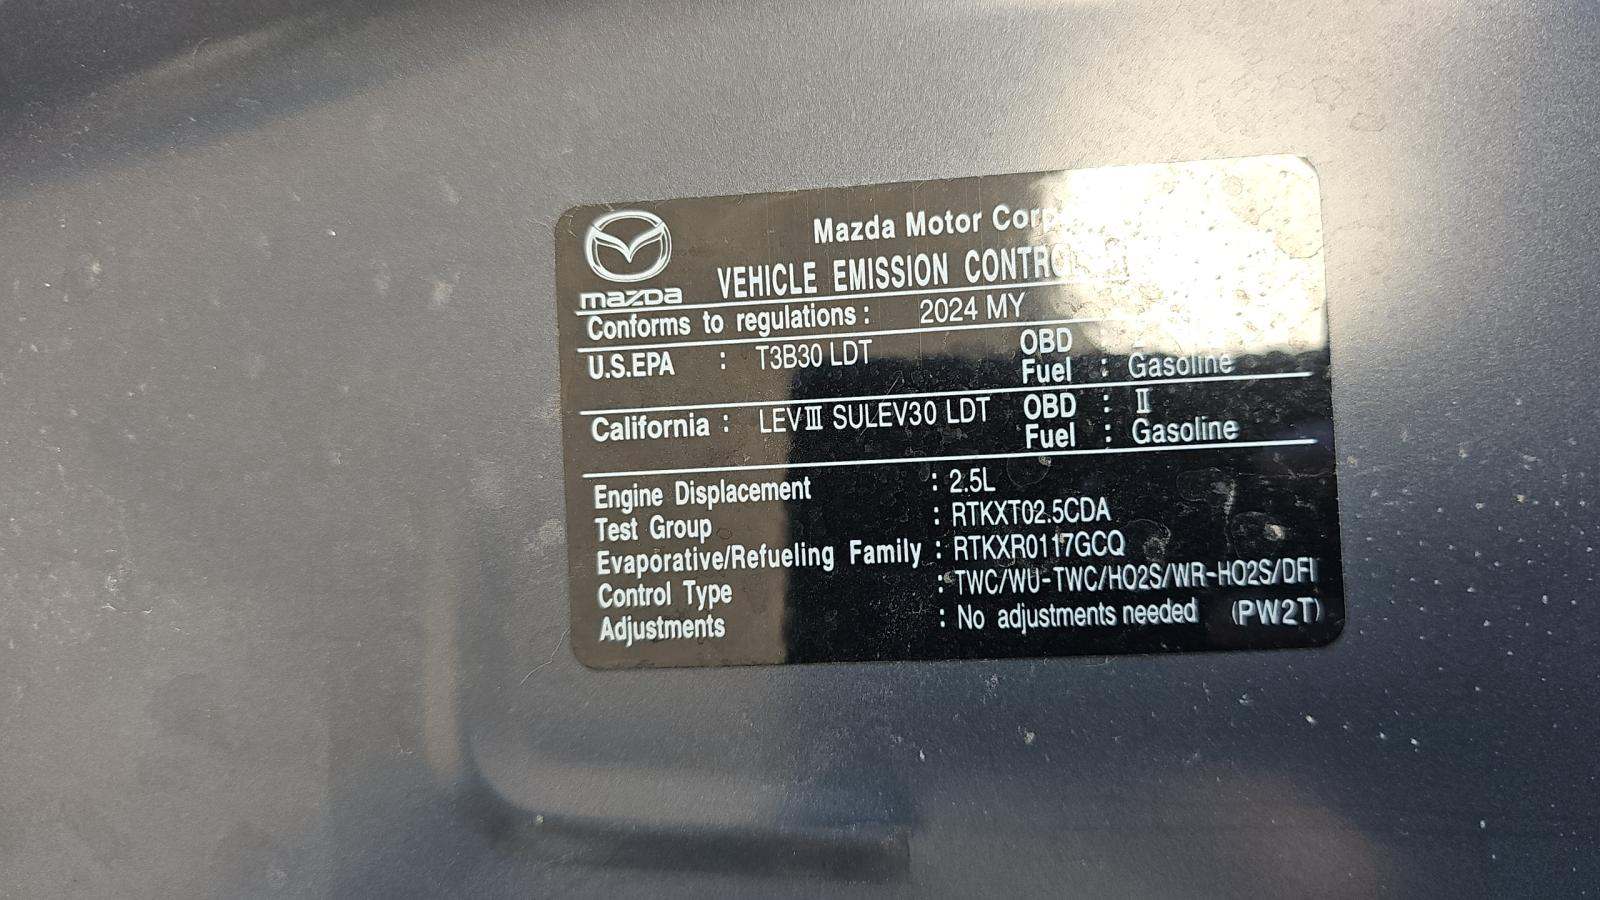 mazda
Mazda Motor Corp
VEHICLE EMISSION CONTRO
Conforms to regulations : 2024 MY
U.S.EPA : T3B30 LDT
OBD :
Fuel : Gasoline
California : LEVⅢ SULEV30 LDT
OBD : Ⅱ
Fuel : Gasoline
Engine Displacement : 2.5L
Test Group : RTKXT02.5CDA
Evaporative/Refueling Family : RTKXR0117GCQ
Control Type : TWC/WU-TWC/HO2S/WR-HO2S/DFI
Adjustments : No adjustments needed (PW2T)